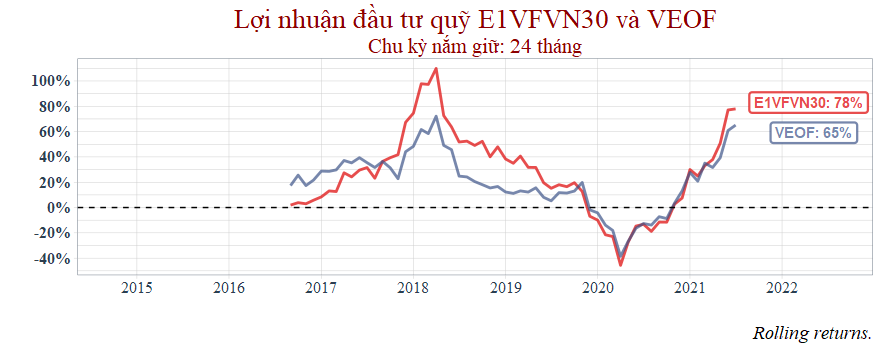 Lợi nhuận đầu tư quỹ E1VFVN30 và VEOF
Chu kỳ nắm giữ: 24 tháng
100%
80%
60%
40%
20%
0%
-20%
-40%
E1VFVN30: 78%
VEOF: 65%
2015 2016 2017 2018 2019 2020 2021 2022
Rolling returns.